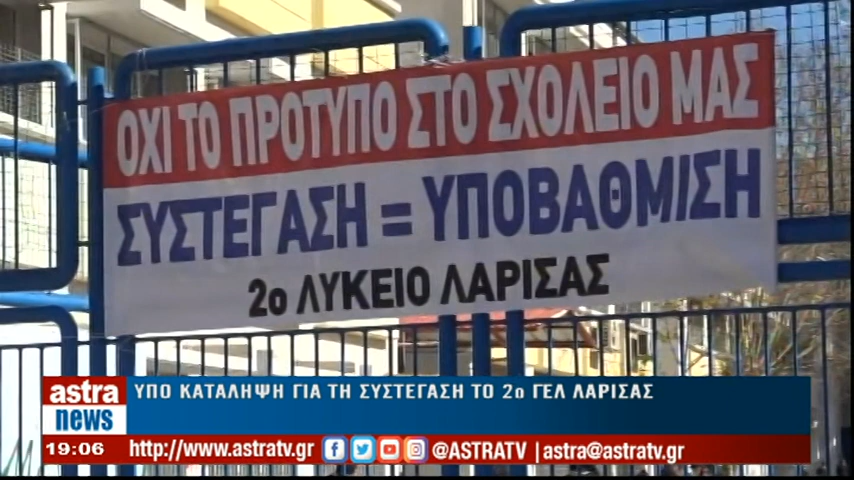 ΟΧΙ ΤΟ ΠΡΟΤΥΠΟ ΣΤΟ ΣΧΟΛΕΙΟ ΜΑΣ
ΣΥΣΤΕΓΑΣΗ = ΥΠΟΒΑΘΜΙΣΗ
2ο ΛΥΚΕΙΟ ΛΑΡΙΣΑΣ
astra
news
ΥΠΟ ΚΑΤΑΛΗΨΗ ΓΙΑ ΤΗ ΣΥΣΤΕΓΑΣΗ ΤΟ 2ο ΓΕΛ ΛΑΡΙΣΑΣ
19:06
http://www.astratv.gr @ASTRATV | astra@astratv.gr